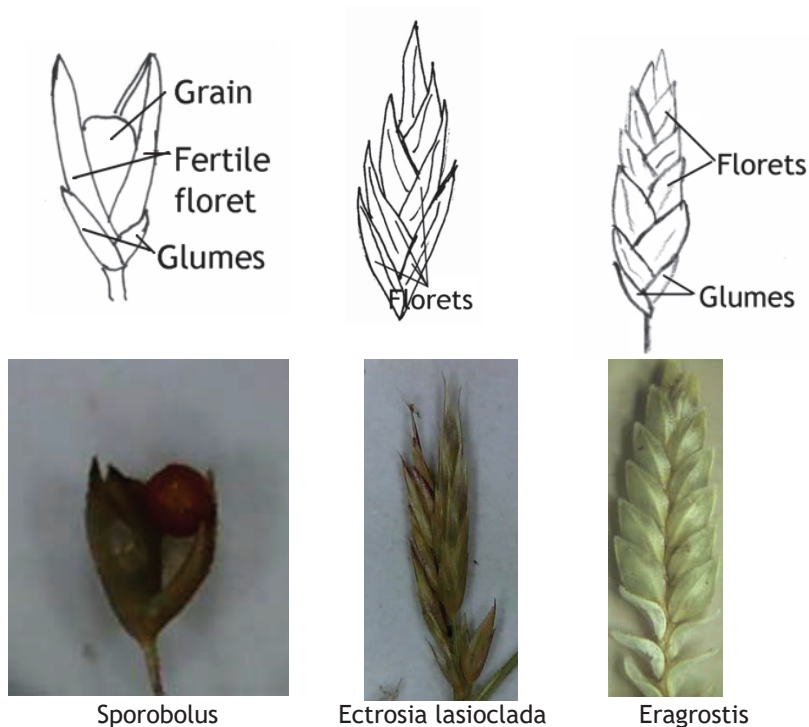 Grain
Fertile
floret
Glumes
Florets
Florets
Glumes
Sporobolus
Ectrosia lasioclada
Eragrostis